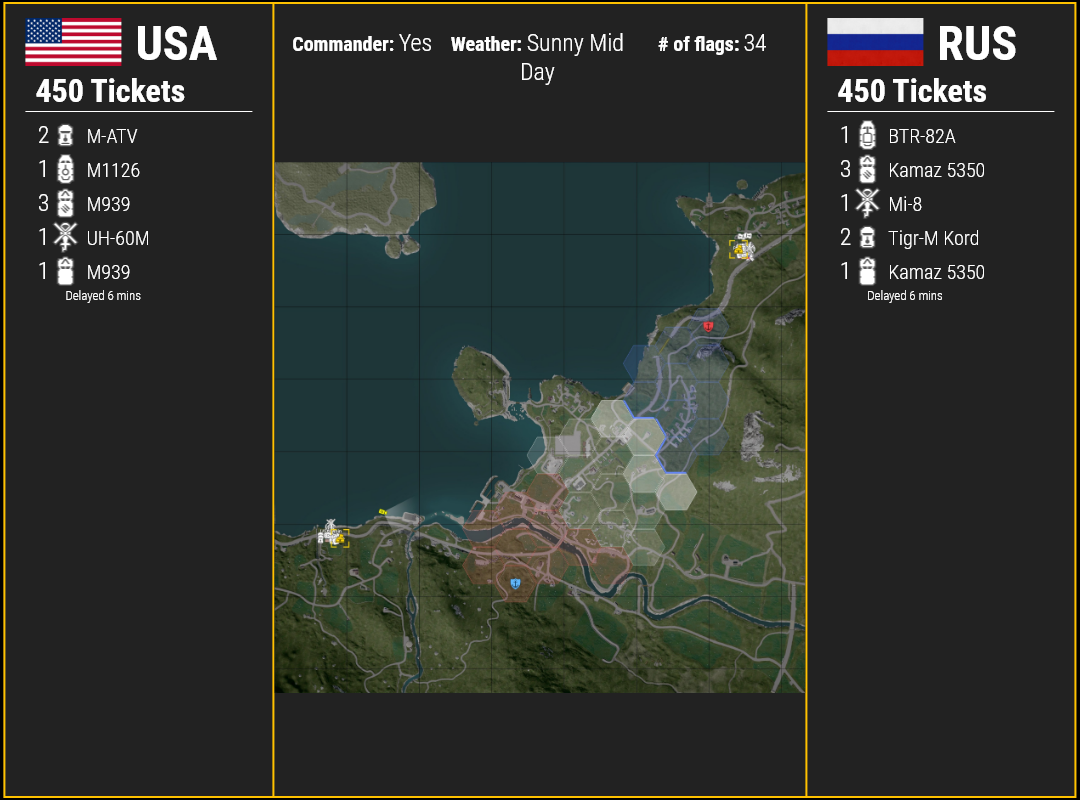 USA
450 Tickets
2 M-ATV
1 M1126
3 M939
1 UH-60M
1 M939
Delayed 6 mins
Commander: Yes Weather: Sunny Mid # of flags: 34
Day
RUS
450 Tickets
1 BTR-82A
3 Kamaz 5350
1 Mi-8
2 Tigr-M Kord
1 Kamaz 5350
Delayed 6 mins